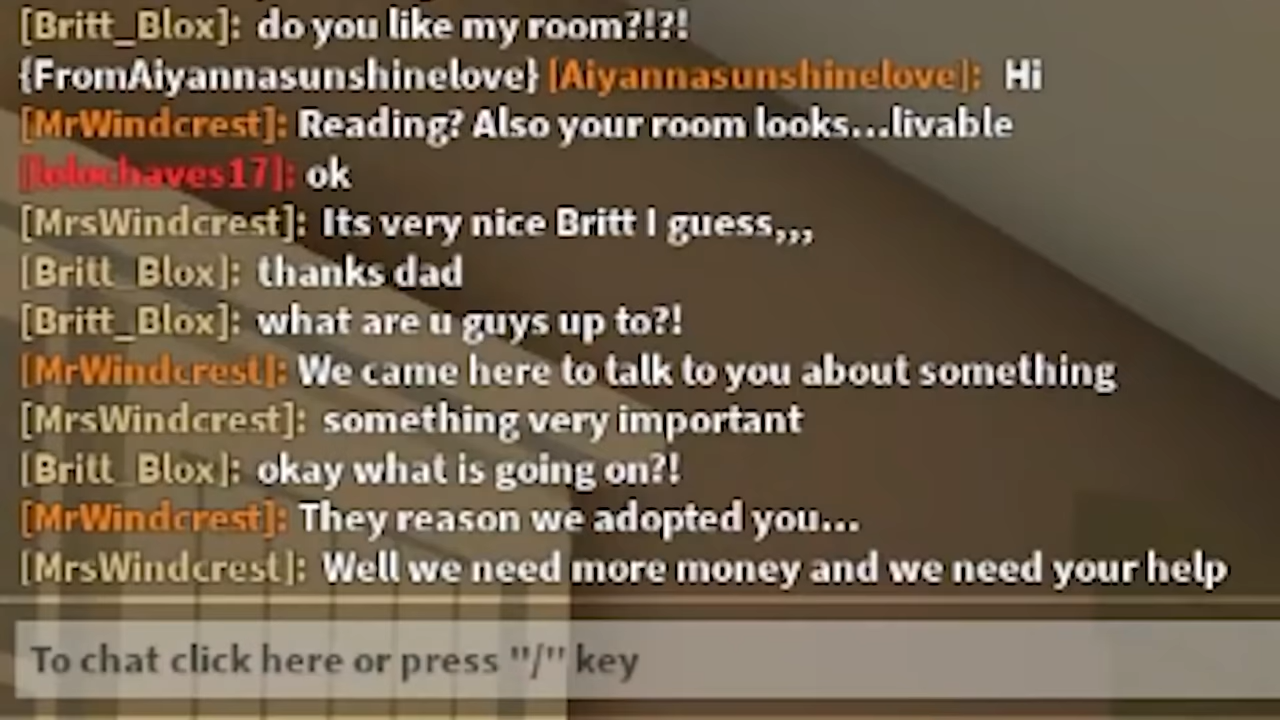 [Britt_Blox]: do you like my room?!?!
{FromAiyannasunshinelove} [Aiyannasunshinelove]: Hi
[MrWindcrest]: Reading? Also your room looks...livable
[lolochaves17]: ok
[MrsWindcrest]: Its very nice Britt I guess,,,
[Britt_Blox]: thanks dad
[Britt_Blox]: what are u guys up to?!
[MrWindcrest]: We came here to talk to you about something
[MrsWindcrest]: something very important
[Britt_Blox]: okay what is going on?!
[MrWindcrest]: They reason we adopted you...
[MrsWindcrest]: Well we need more money and we need your help
To chat click here or press "/" key